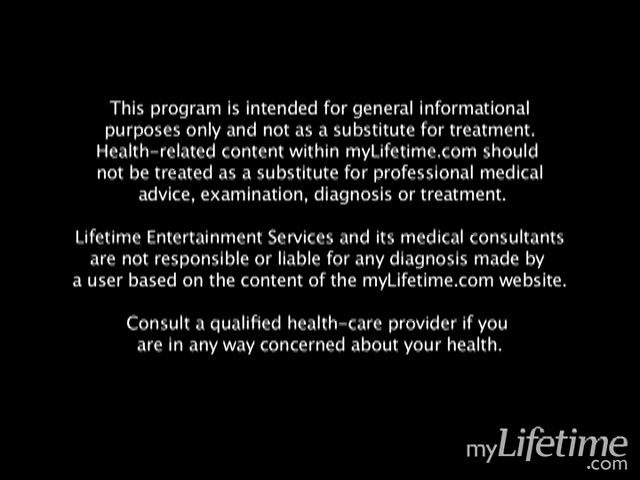 This program is intended for general informational
purposes only and not as a substitute for treatment.
Health-related content within myLifetime.com should
not be treated as a substitute for professional medical
advice, examination, diagnosis or treatment.
Lifetime Entertainment Services and its medical consultants
are not responsible or liable for any diagnosis made by
a user based on the content of the myLifetime.com website.
Consult a qualified health-care provider if you
are in any way concerned about your health.
myLifetime
.com